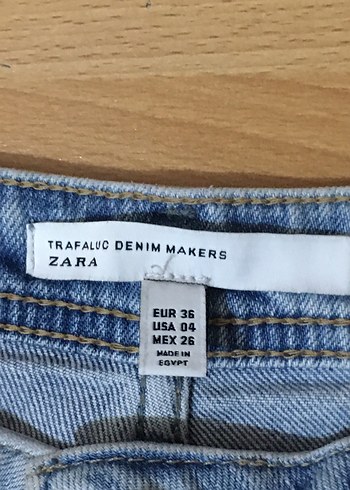 TRAFALUC DENIM MAKERS
ZARA
EUR 36
USA 04
MEX 26
MADE IN
EGYPT